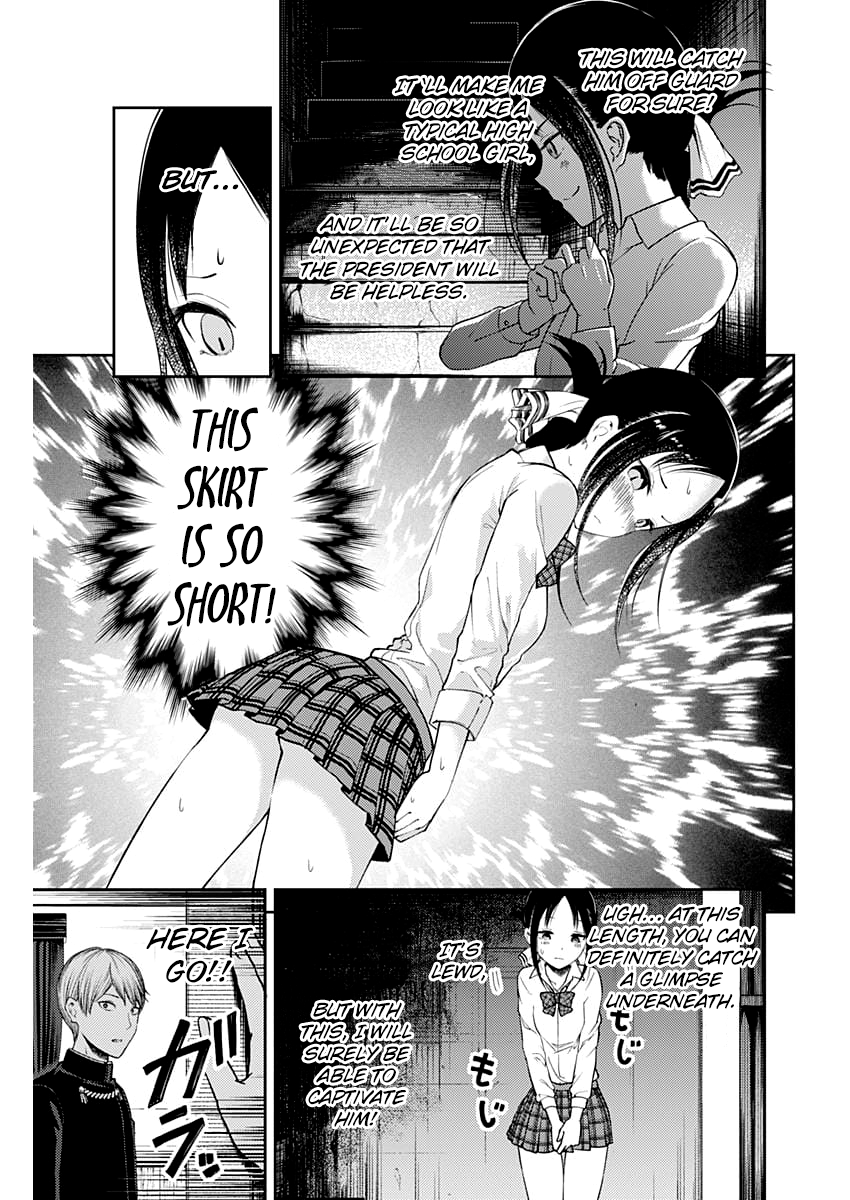 THIS WILL CATCH
HIM OFF GUARD
FOR SURE!
IT'LL MAKE ME
LOOK LIKE A
TYPICAL HIGH
SCHOOL GIRL,
AND IT'LL BE SO
UNEXPECTED THAT
THE PRESIDENT WILL
BE HELPLESS.
BUT...
THIS
SKIRT
IS SO
SHORT!
UGH... AT THIS
LENGTH, YOU CAN
DEFINITELY CATCH
A GLIMPSE
UNDERNEATH.
もじ
IT'S
LEWD,
BUT WITH
THIS, I WILL
SURELY BE
ABLE TO
CAPTIVATE
HIM!
もじ
HERE I
GO!!
ガラッ